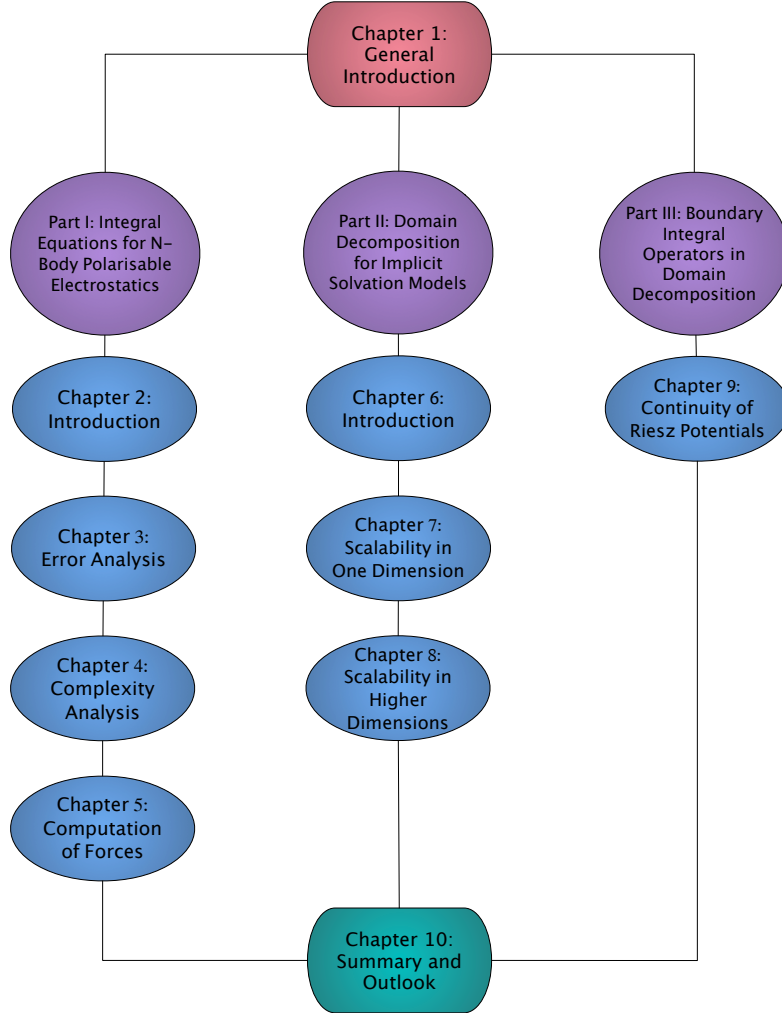 Chapter 1:
General
Introduction
Part I: Integral
Equations for N-
Body Polarisable
Electrostatics
Chapter 2:
Introduction
Chapter 3:
Error Analysis
Chapter 4:
Complexity
Analysis
Chapter 5:
Computation
of Forces
Part II: Domain
Decomposition
for Implicit
Solvation Models
Chapter 6:
Introduction
Chapter 7:
Scalability in
One Dimension
Chapter 8:
Scalability in
Higher
Dimensions
Part III: Boundary
Integral
Operators in
Domain
Decomposition
Chapter 9:
Continuity of
Riesz Potentials
Chapter 10:
Summary and
Outlook